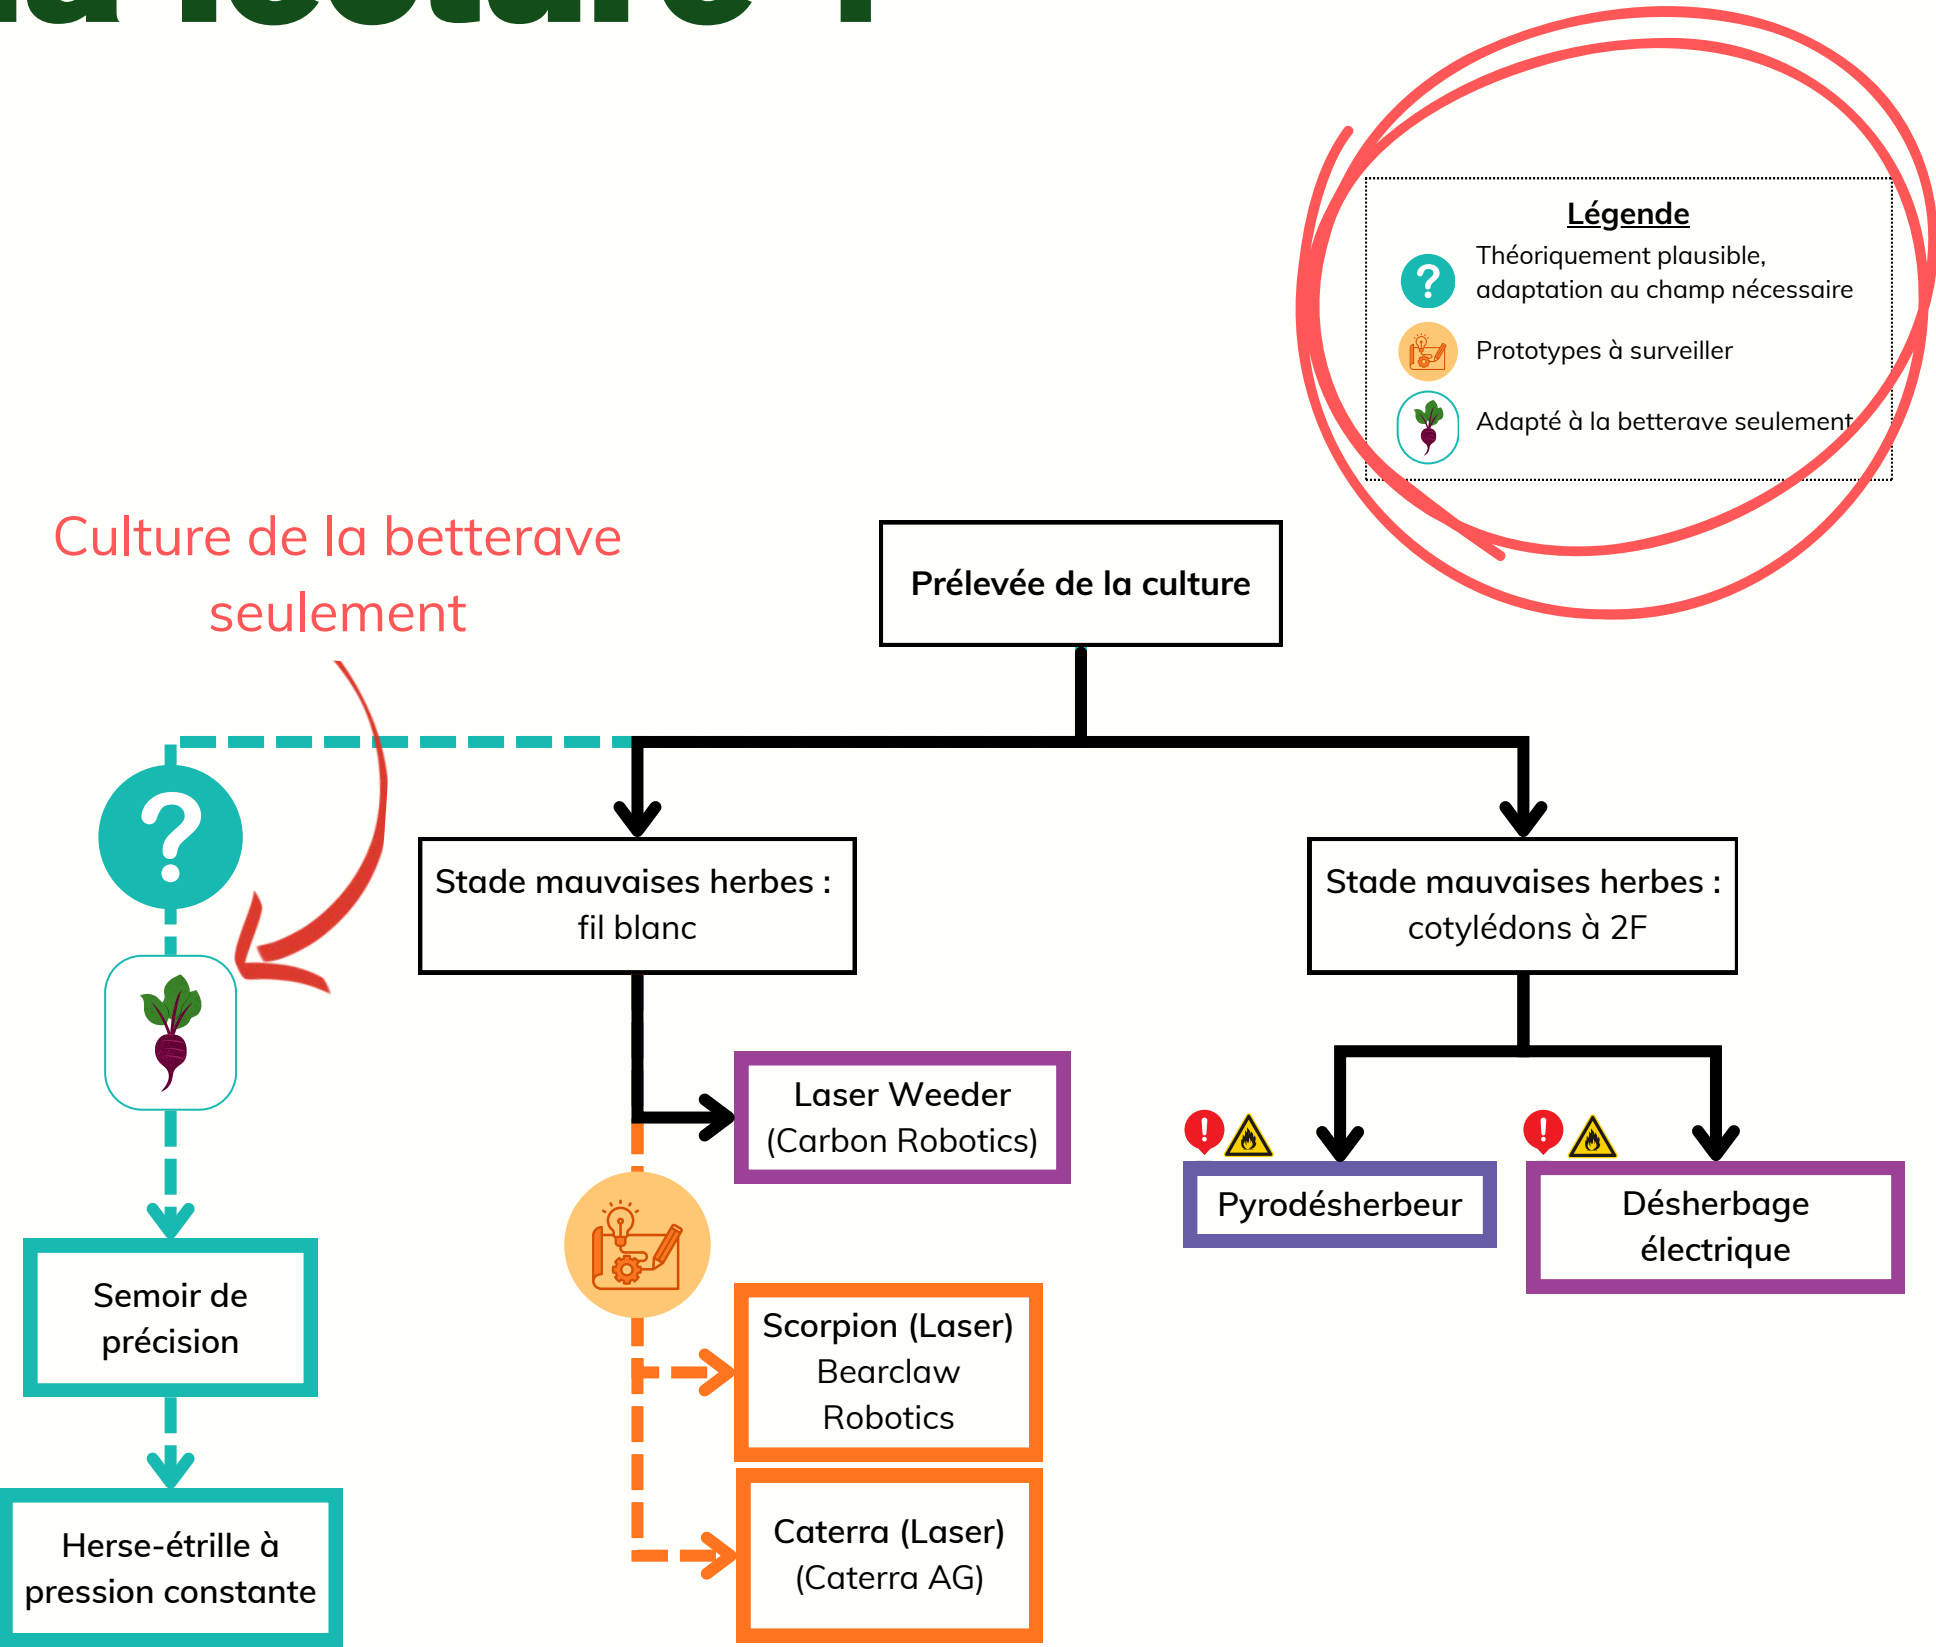 la lecture !
Légende
Théoriquement plausible,
adaptation au champ nécessaire
Prototypes à surveiller
Adapté à la betterave seulement
Culture de la betterave
seulement
Prélevée de la culture
?
Stade mauvaises herbes :
fil blanc
Stade mauvaises herbes :
cotylédons à 2F
Laser Weeder
(Carbon Robotics)
Pyrodésherbeur
Désherbage
électrique
Semoir de
précision
Scorpion (Laser)
Bearclaw
Robotics
Herse-étrille à
pression constante
Caterra (Laser)
(Caterra AG)